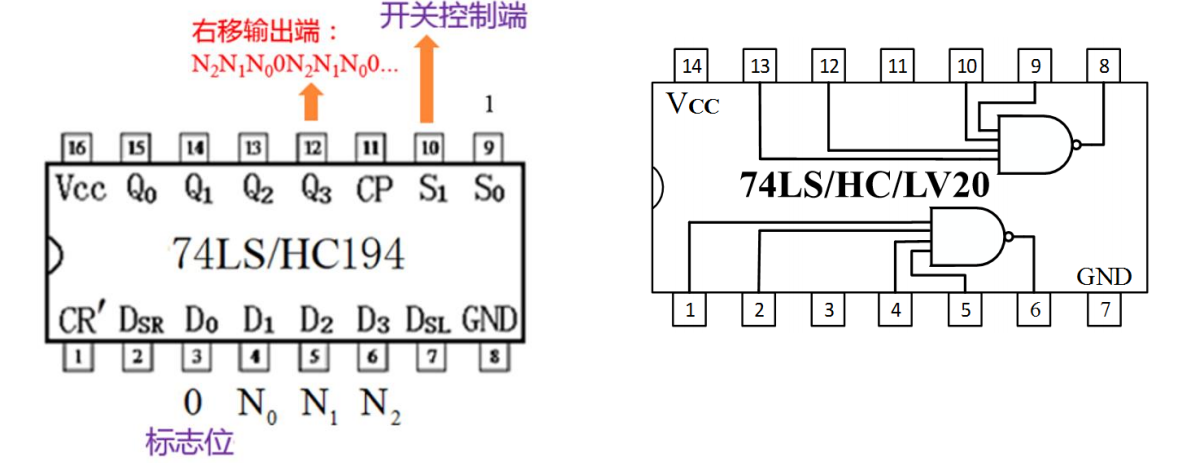 开关控制端
右移输出端：
N₂N₁N₀0N₂N₁N₀0...
1
16 15 14 13 12 11 10 9
Vcc Q₀ Q₁ Q₂ Q₃ CP S₁ S₀
74LS/HC194
CR′ DSR D₀ D₁ D₂ D₃ DSL GND
1 2 3 4 5 6 7 8
0 N₀ N₁ N₂
标志位
14 13 12 11 10 9 8
VCC
74LS/HC/LV20
GND
1 2 3 4 5 6 7